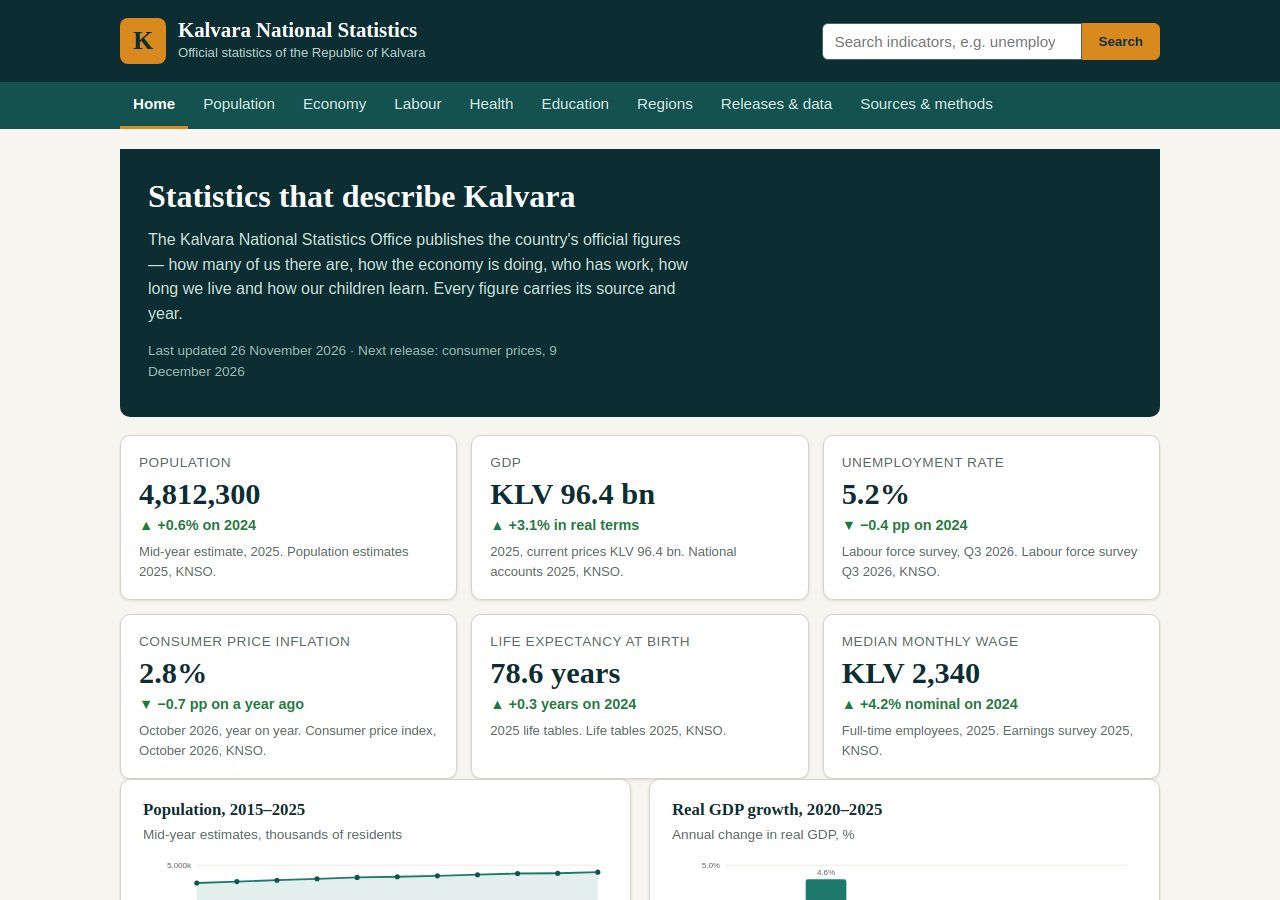 K
Kalvara National Statistics
Official statistics of the Republic of Kalvara
Search indicators, e.g. unemploy
Search
Home
Population
Economy
Labour
Health
Education
Regions
Releases & data
Sources & methods
Statistics that describe Kalvara
The Kalvara National Statistics Office publishes the country's official figures
— how many of us there are, how the economy is doing, who has work, how
long we live and how our children learn. Every figure carries its source and
year.
Last updated 26 November 2026 · Next release: consumer prices, 9
December 2026
POPULATION
4,812,300
▲ +0.6% on 2024
Mid-year estimate, 2025. Population estimates
2025, KNSO.
GDP
KLV 96.4 bn
▲ +3.1% in real terms
2025, current prices KLV 96.4 bn. National
accounts 2025, KNSO.
UNEMPLOYMENT RATE
5.2%
▼ −0.4 pp on 2024
Labour force survey, Q3 2026. Labour force survey
Q3 2026, KNSO.
CONSUMER PRICE INFLATION
2.8%
▼ −0.7 pp on a year ago
October 2026, year on year. Consumer price index,
October 2026, KNSO.
LIFE EXPECTANCY AT BIRTH
78.6 years
▲ +0.3 years on 2024
2025 life tables. Life tables 2025, KNSO.
MEDIAN MONTHLY WAGE
KLV 2,340
▲ +4.2% nominal on 2024
Full-time employees, 2025. Earnings survey 2025,
KNSO.
Population, 2015–2025
Mid-year estimates, thousands of residents
5,000k
Real GDP growth, 2020–2025
Annual change in real GDP, %
5.0%
4.6%